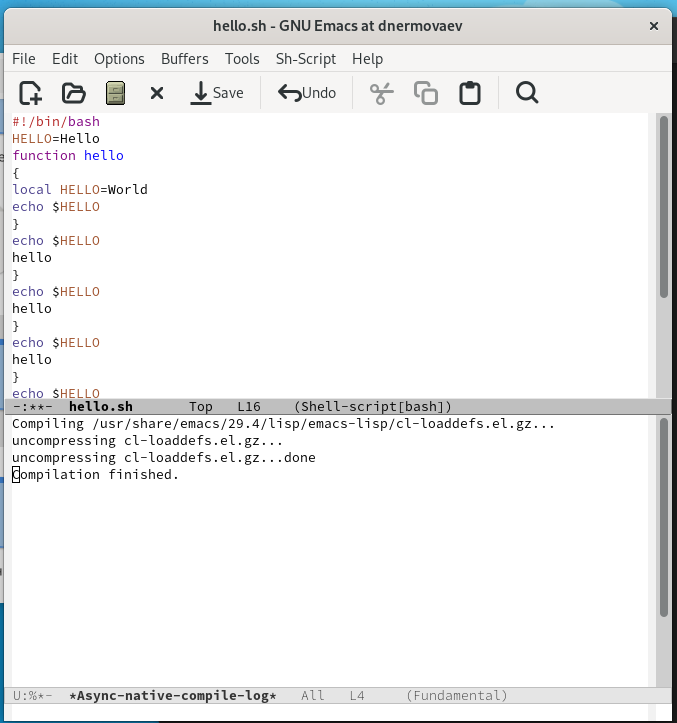 hello.sh - GNU Emacs at dnermovaev
File Edit Options Buffers Tools Sh-Script Help
Save Undo
#!/bin/bash
HELLO=Hello
function hello
{
local HELLO=World
echo $HELLO
}
echo $HELLO
hello
}
echo $HELLO
hello
}
echo $HELLO
hello
}
echo $HELLO
-:**- hello.sh Top L16 (Shell-script[bash])
Compiling /usr/share/emacs/29.4/lisp/emacs-lisp/cl-loaddefs.el.gz...
uncompressing cl-loaddefs.el.gz...
uncompressing cl-loaddefs.el.gz...done
Compilation finished.
U:%*- *Async-native-compile-log* All L4 (Fundamental)